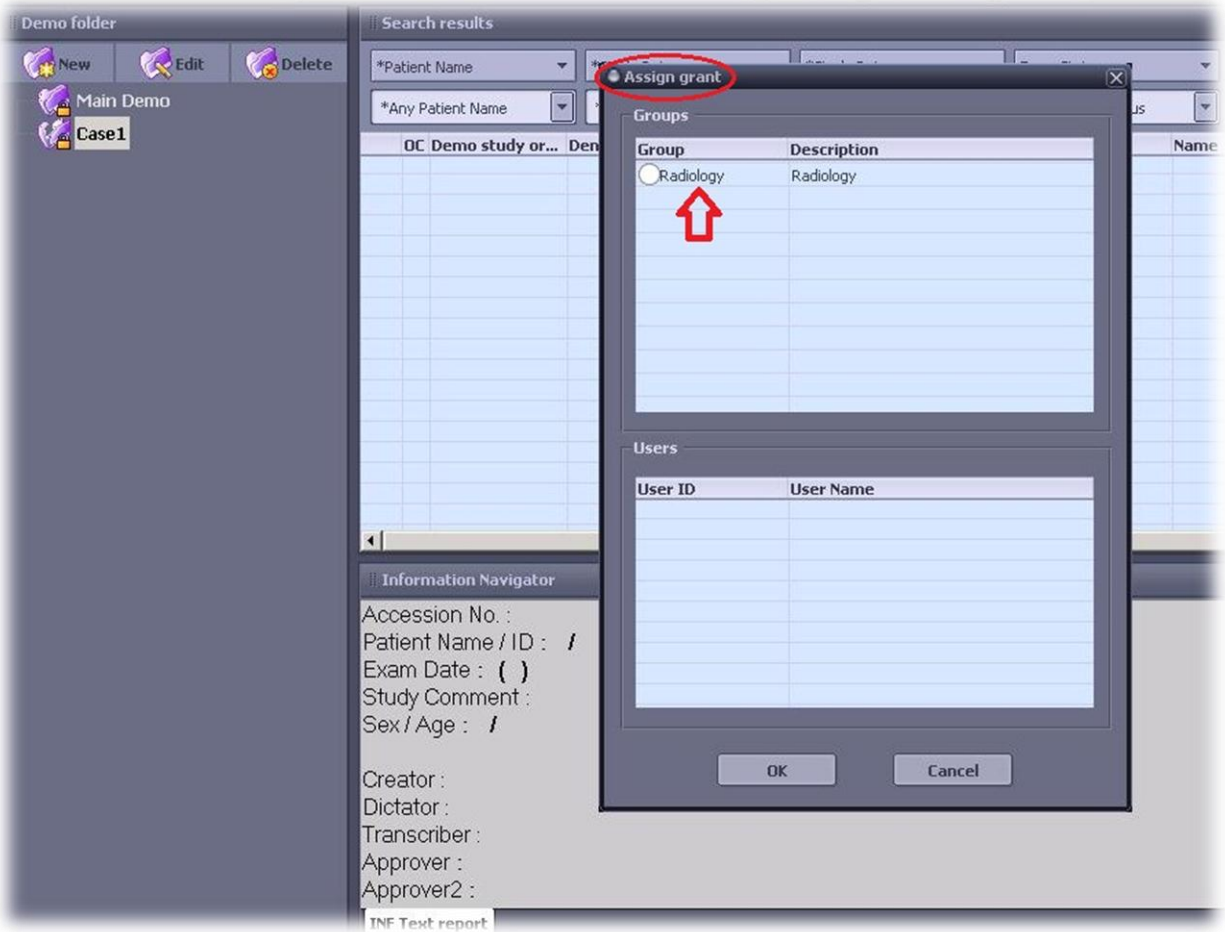 Demo folder
New Edit Delete
Main Demo
Case1
Search results
*Patient Name
*Any Patient Name
us
OC Demo study or... Den
Name
Assign grant
Groups
Group Description
Radiology Radiology
Users
User ID User Name
OK Cancel
Information Navigator
Accession No. :
Patient Name / ID : /
Exam Date : ( )
Study Comment :
Sex / Age : /
Creator :
Dictator :
Transcriber :
Approver :
Approver2 :
INF Text report